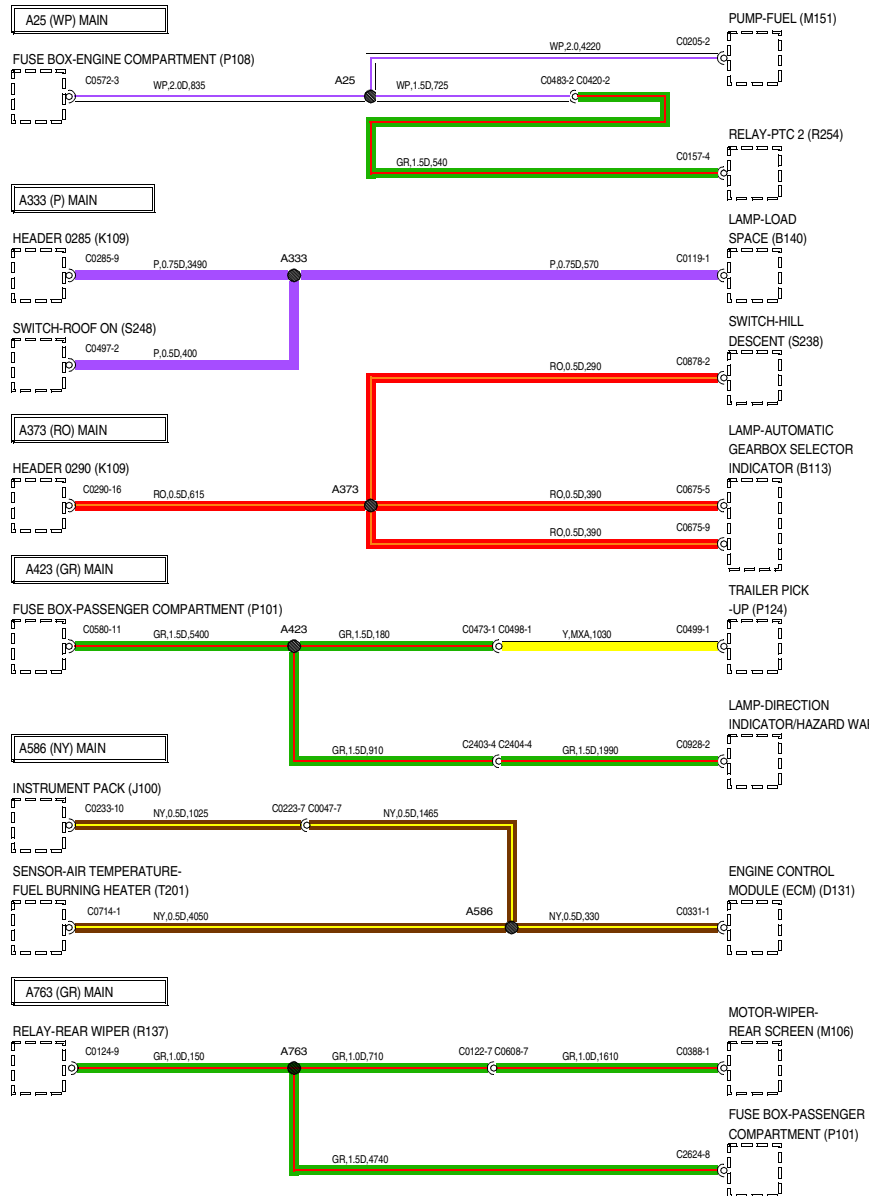 A25 (WP) MAIN
PUMP-FUEL (M151)
FUSE BOX-ENGINE COMPARTMENT (P108)
WP,2.0,4220
C0205-2
C0572-3
WP,2.0D,835
A25
WP,1.5D,725
C0483-2 C0420-2
RELAY-PTC 2 (R254)
GR,1.5D,540
C0157-4
A333 (P) MAIN
LAMP-LOAD
SPACE (B140)
HEADER 0285 (K109)
C0285-9
P,0.75D,3490
A333
P,0.75D,570
C0119-1
SWITCH-ROOF ON (S248)
C0497-2
P,0.5D,400
SWITCH-HILL
DESCENT (S238)
RO,0.5D,290
C0878-2
A373 (RO) MAIN
LAMP-AUTOMATIC
GEARBOX SELECTOR
INDICATOR (B113)
HEADER 0290 (K109)
C0290-16
RO,0.5D,615
A373
RO,0.5D,390
C0675-5
RO,0.5D,390
C0675-9
A423 (GR) MAIN
TRAILER PICK
-UP (P124)
FUSE BOX-PASSENGER COMPARTMENT (P101)
C0580-11
GR,1.5D,5400
A423
GR,1.5D,180
C0473-1 C0498-1
Y,MXA,1030
C0499-1
LAMP-DIRECTION
INDICATOR/HAZARD
GR,1.5D,910
C2403-4 C2404-4
GR,1.5D,1990
C0928-2
A586 (NY) MAIN
INSTRUMENT PACK (J100)
C0233-10
NY,0.5D,1025
C0223-7 C0047-7
NY,0.5D,1465
SENSOR-AIR TEMPERATURE-
FUEL BURNING HEATER (T201)
C0714-1
NY,0.5D,4050
A586
NY,0.5D,330
C0331-1
ENGINE CONTROL
MODULE (ECM) (D131)
A763 (GR) MAIN
MOTOR-WIPER-
REAR SCREEN (M106)
RELAY-REAR WIPER (R137)
C0124-9
GR,1.0D,150
A763
GR,1.0D,710
C0122-7 C0608-7
GR,1.0D,1610
C0388-1
FUSE BOX-PASSENGER
COMPARTMENT (P101)
GR,1.5D,4740
C2624-8